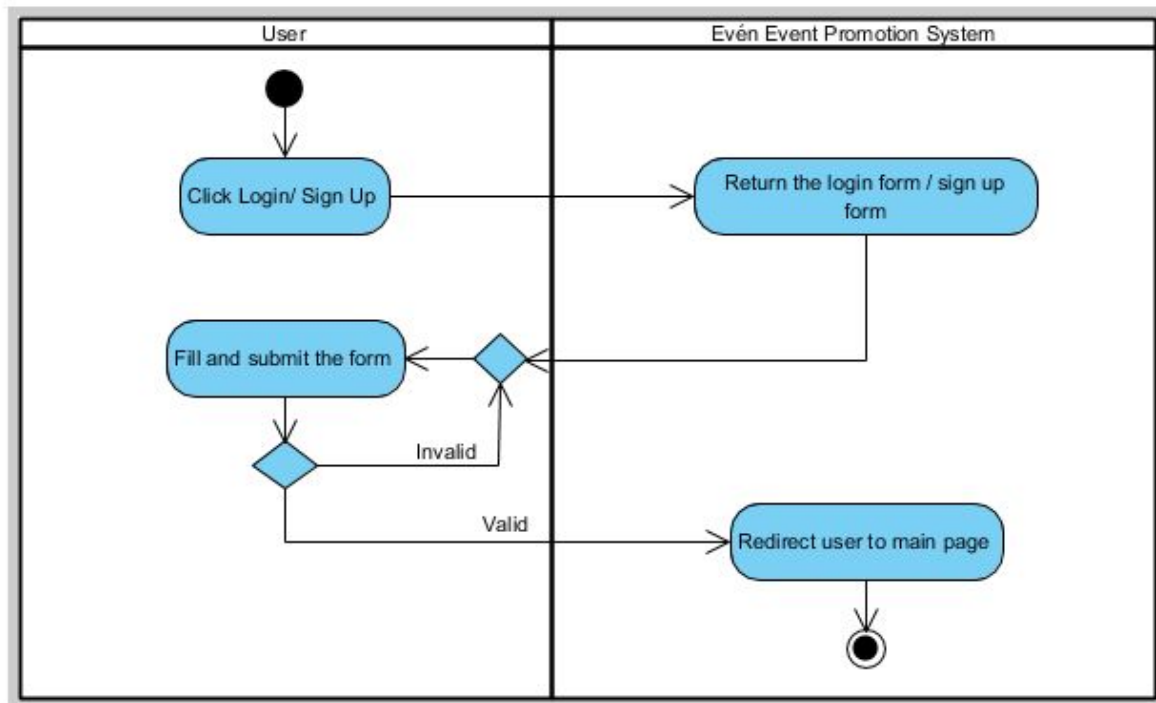 User
Evén Event Promotion System
Click Login/ Sign Up
Return the login form / sign up
form
Fill and submit the form
Invalid
Valid
Redirect user to main page